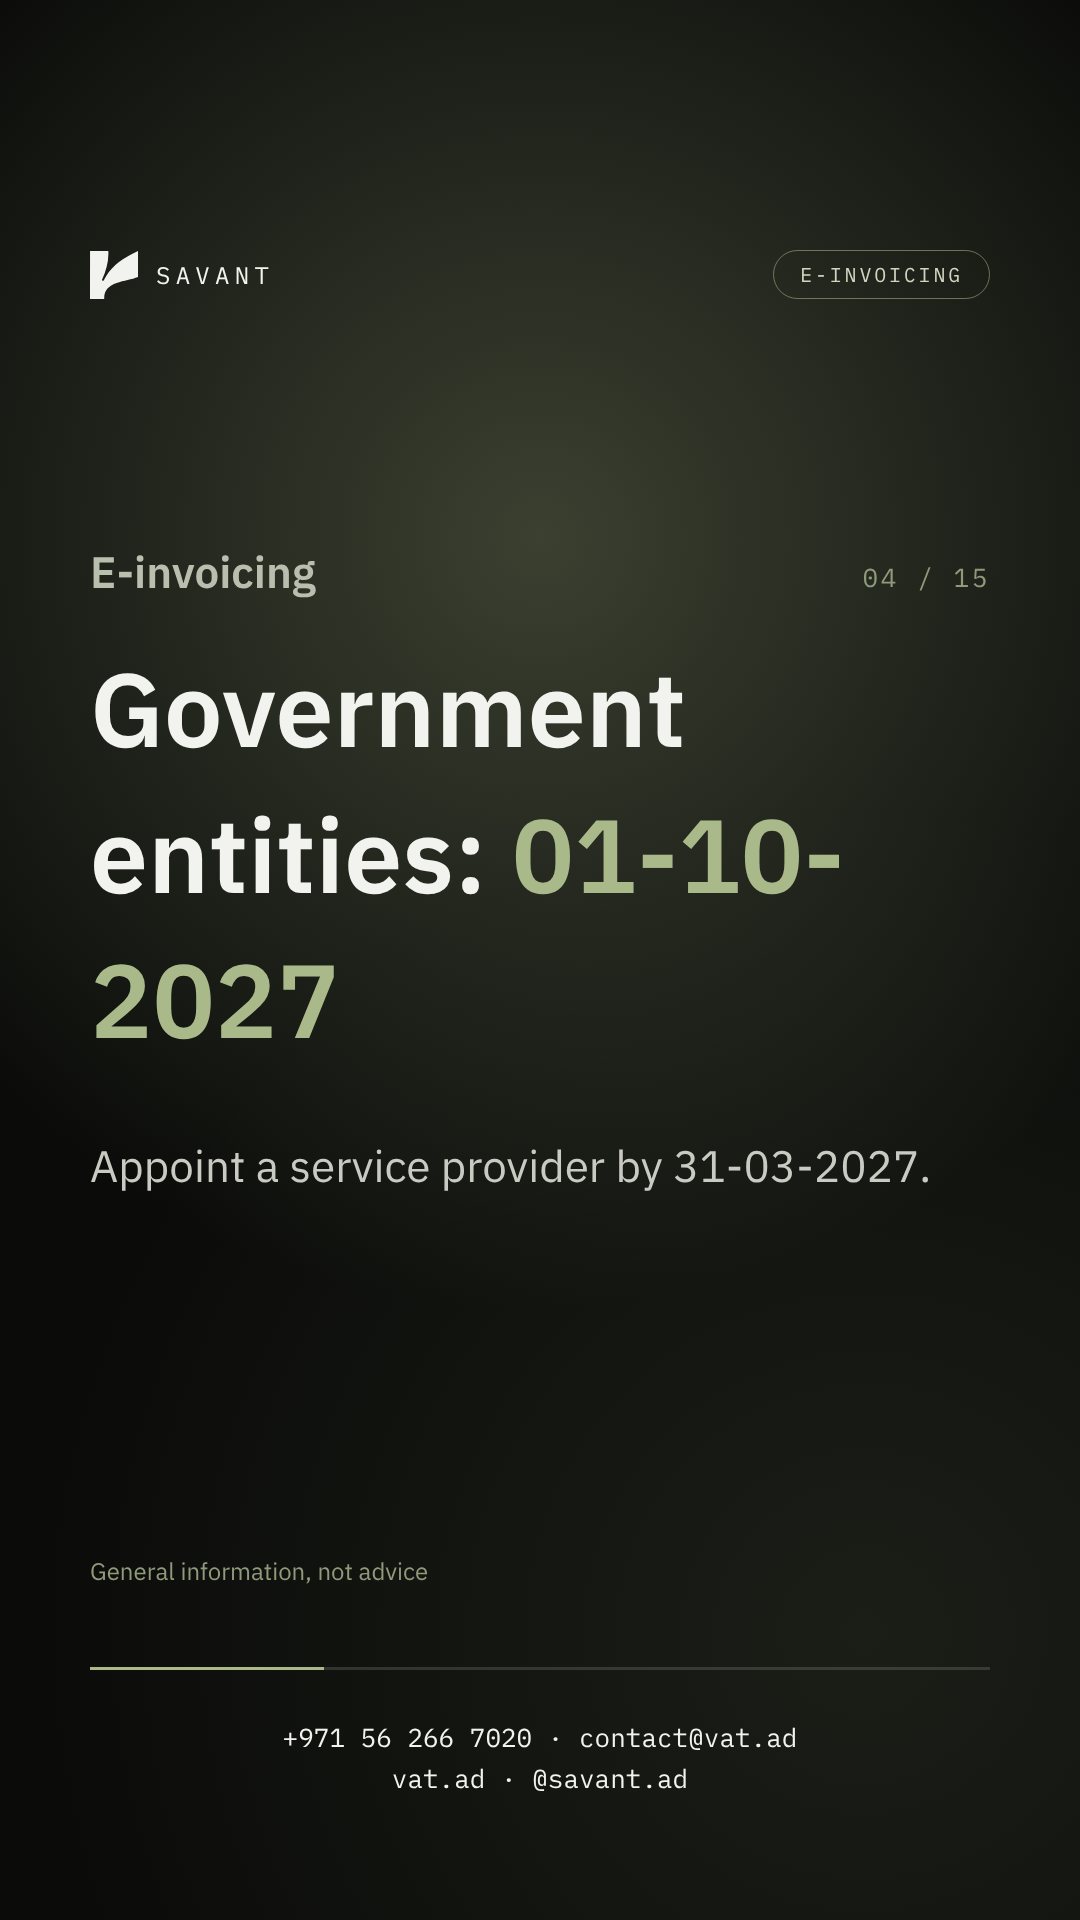 SAVANT
E-INVOICING
E-invoicing
04 / 15
Government
entities: 01-10-
2027
Appoint a service provider by 31-03-2027.
General information, not advice
+971 56 266 7020 · contact@vat.ad
vat.ad · @savant.ad